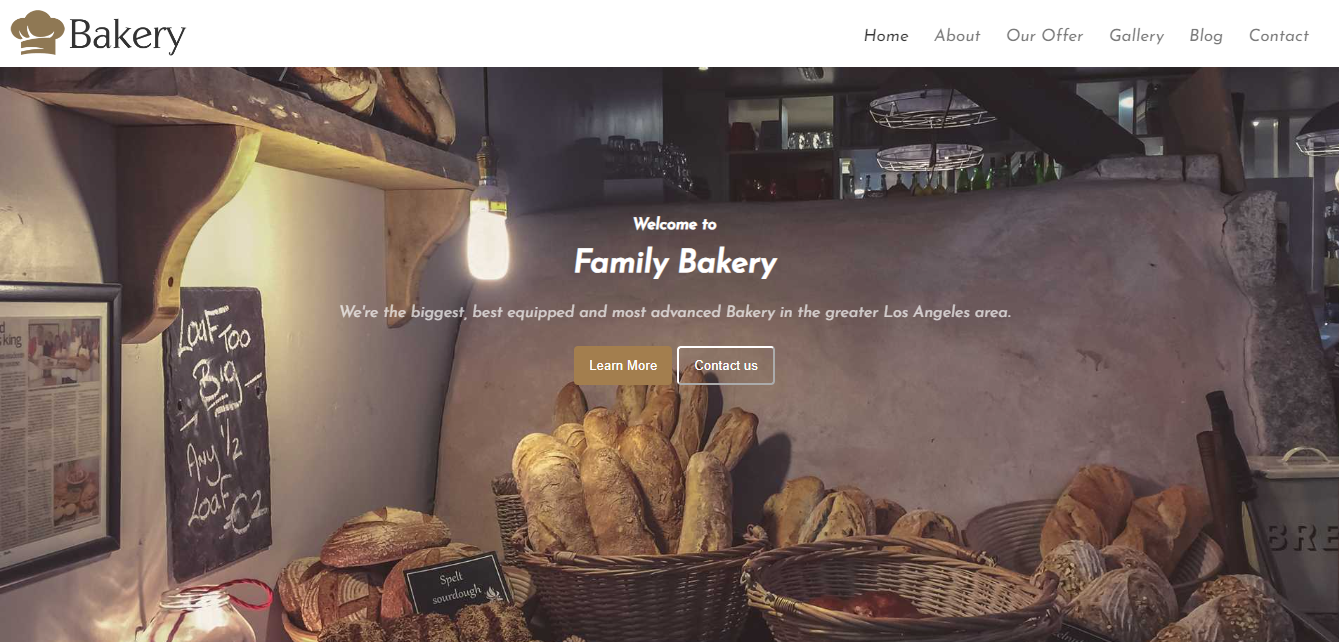 Bakery
Home About Our Offer Gallery Blog Contact
Welcome to
Family Bakery
We're the biggest, best equipped and most advanced Bakery in the greater Los Angeles area.
Learn More Contact us
king
Loaf Too
Big
Any 1/2
Loaf €2
Spelt
sourdough
BRE